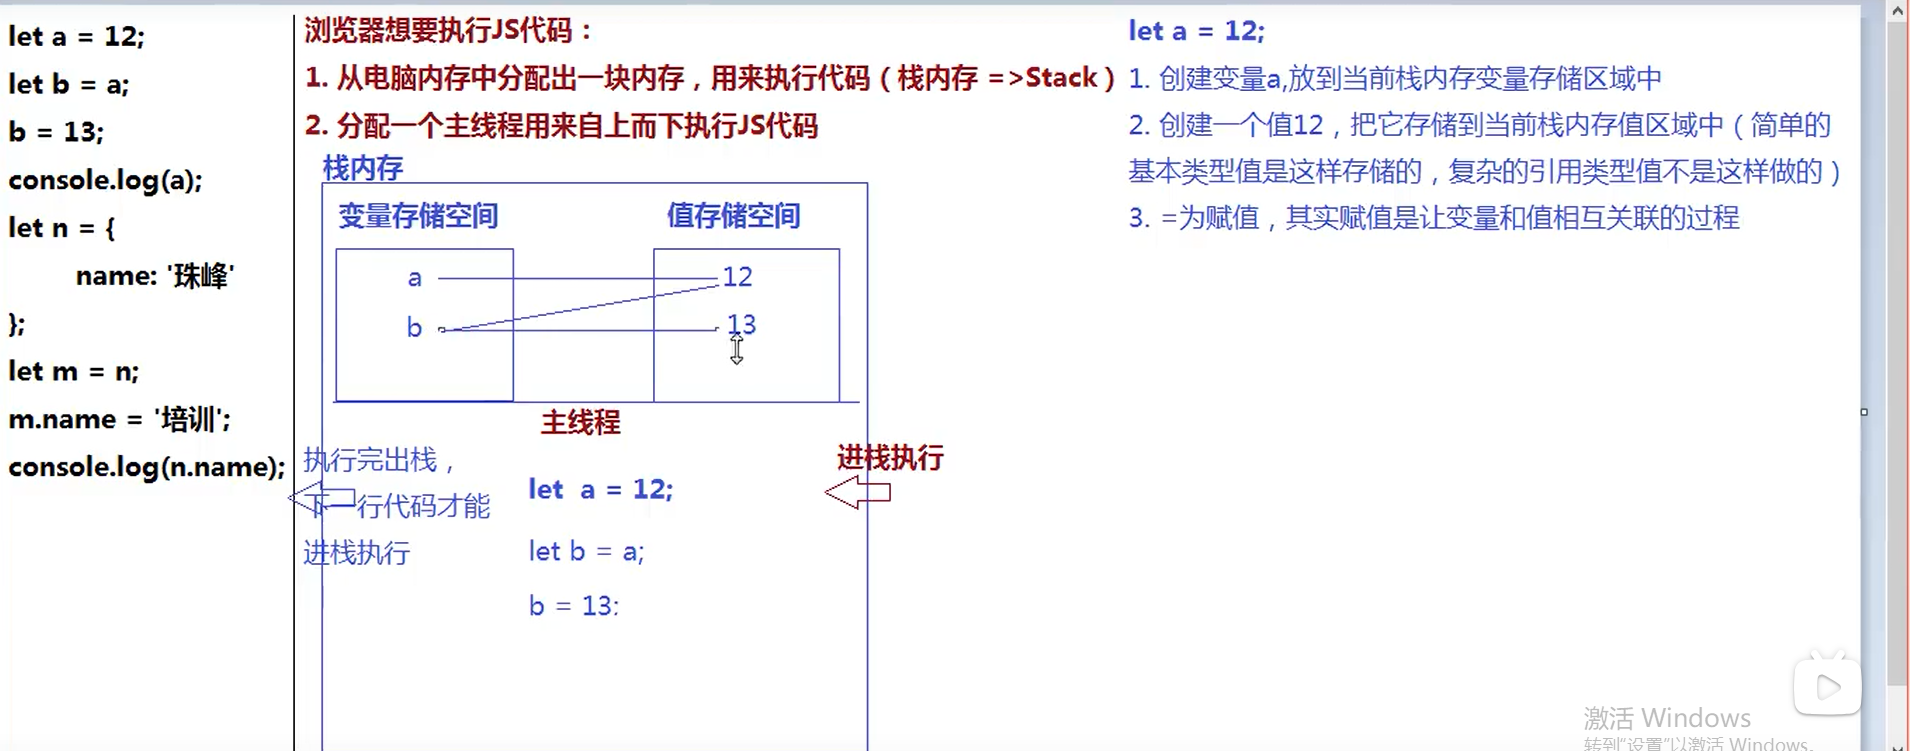 let a = 12;
let b = a;
b = 13;
console.log(a);
let n = {
name: '珠峰'
};
let m = n;
m.name = '培训';
console.log(n.name);
浏览器想要执行JS代码：
1. 从电脑内存中分配出一块内存，用来执行代码（栈内存 =>Stack）
2. 分配一个主线程用来自上而下执行JS代码
栈内存
变量存储空间
值存储空间
a
12
b
13
主线程
执行完出栈，
下一行代码才能
进栈执行
let a = 12;
let b = a;
b = 13:
进栈执行
let a = 12;
1. 创建变量a,放到当前栈内存变量存储区域中
2. 创建一个值12，把它存储到当前栈内存值区域中（简单的
基本类型值是这样存储的，复杂的引用类型值不是这样做的）
3. =为赋值，其实赋值是让变量和值相互关联的过程
激活 Windows
转到"设置"以激活 Windows。